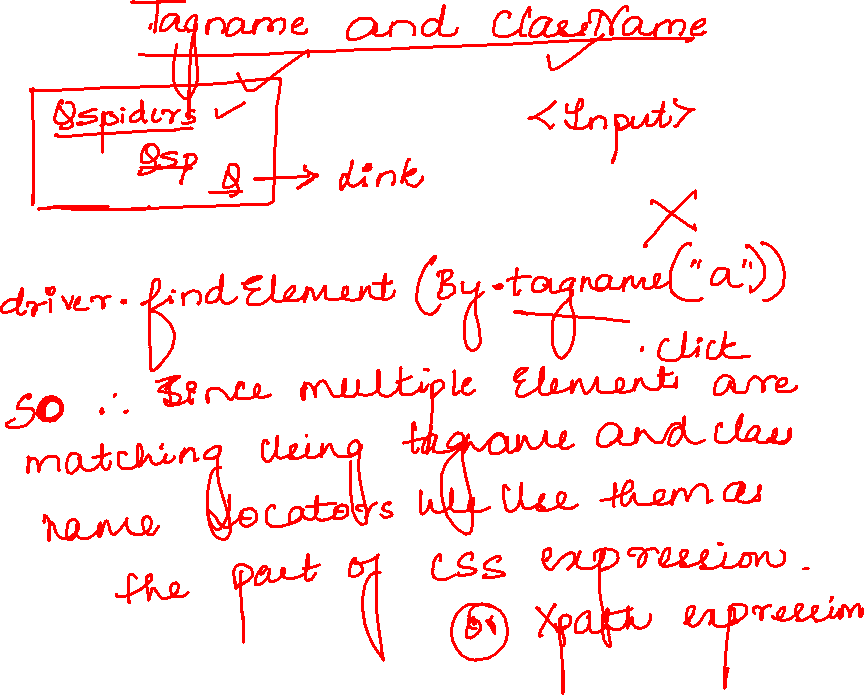 Tagname and ClassName
Qspiders
<Input>
Qsp
Q → Link
driver.findElement(By.tagname("a"))
.click
So ∴ Since multiple Element are
matching Using tagname and class
name locators we Use them as
the part of CSS expression.
or Xpath expression